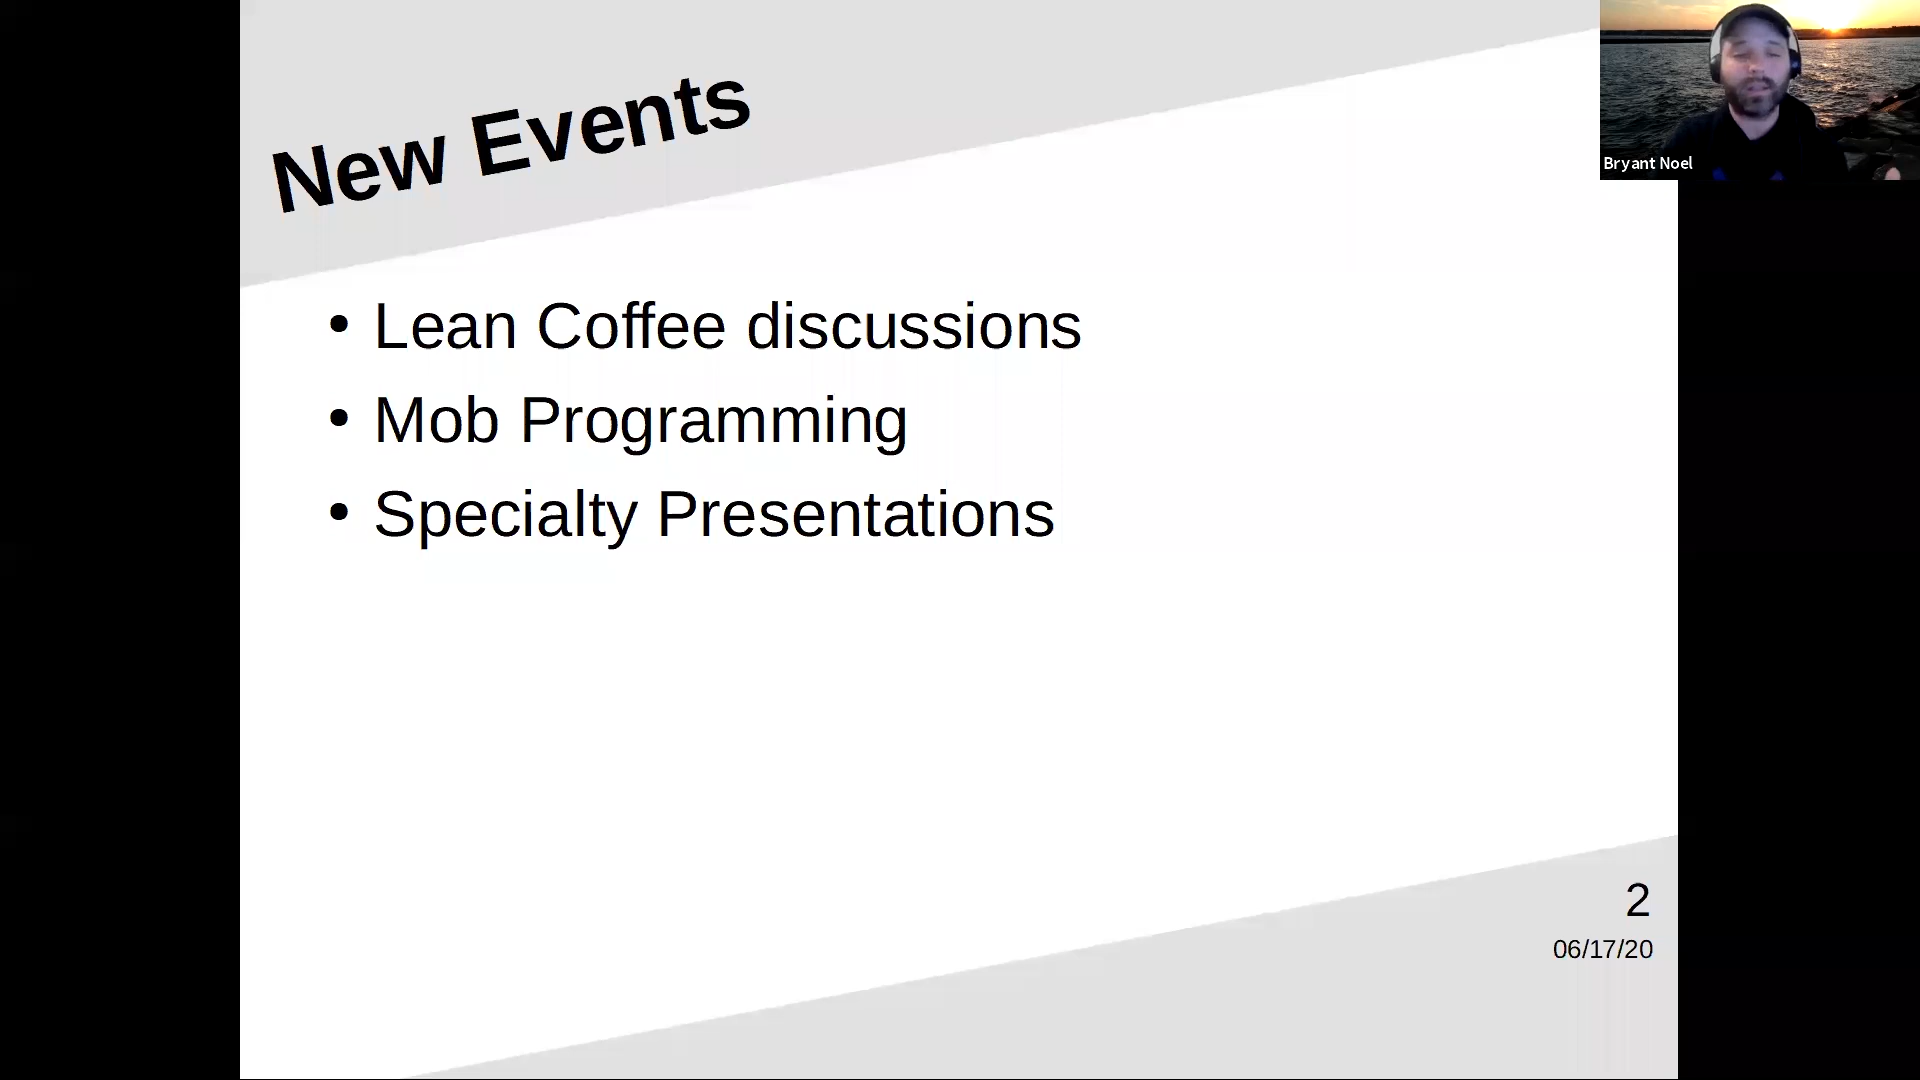 New Events
Bryant Noel
• Lean Coffee discussions
• Mob Programming
• Specialty Presentations
2
06/17/20